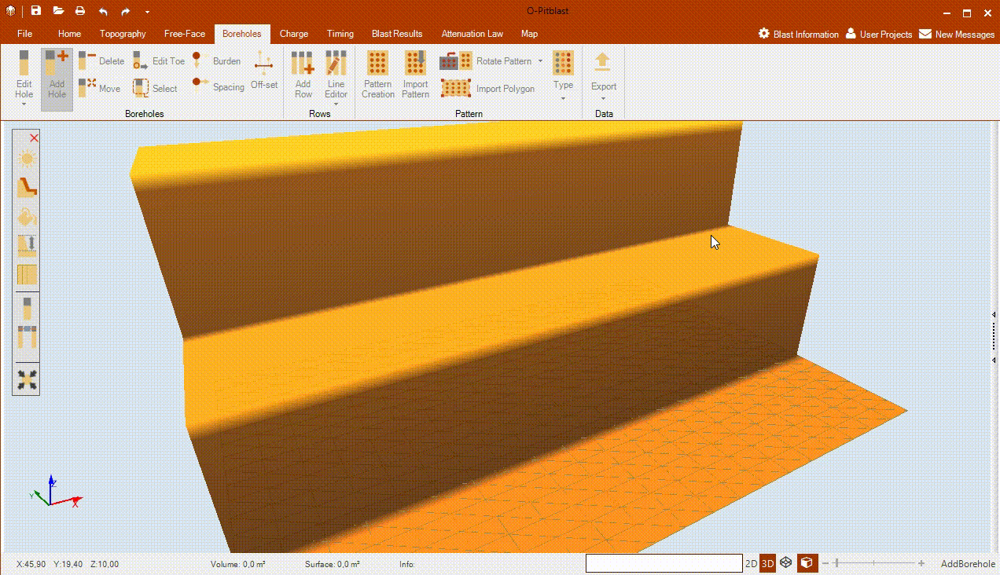 O-Pitblast
File Home Topography Free-Face Boreholes Charge Timing Blast Results Attenuation Law Map Blast Information User Projects New Messages
Edit Hole
Add Hole
Delete
Move
Edit Toe
Select
Burden
Spacing
Off-set
Boreholes
Add Row
Line Editor
Rows
Pattern Creation
Import Pattern
Rotate Pattern
Import Polygon
Type
Pattern
Export
Data
Z
Y
X
X:45,90 Y:19,40 Z:10,00 Volume: 0,0 m³ Surface: 0,0 m² Info: 2D 3D AddBorehole